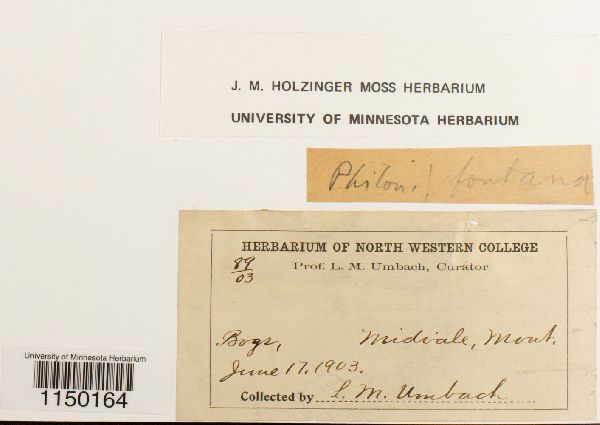 J. M. HOLZINGER MOSS HERBARIUM
UNIVERSITY OF MINNESOTA HERBARIUM
Philon! fontana
HERBARIUM OF NORTH WESTERN COLLEGE
Prof. L. M. Umbach, Curator
89
03
Bogs, Midvale, Mont.
June 17, 1903.
Collected by L. M. Umbach
University of Minnesota Herbarium
1150164